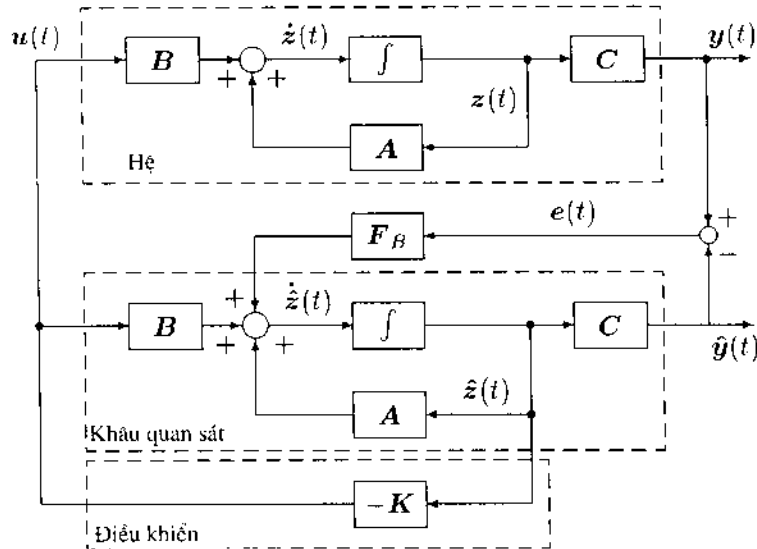 u(t)
B
+
+
ż(t)
∫
C
y(t)
z(t)
A
Hệ
e(t)
F_B
+
−
+
B
+
+
ẑ̇(t)
∫
C
ŷ(t)
ẑ(t)
A
Khâu quan sát
−K
Điều khiển